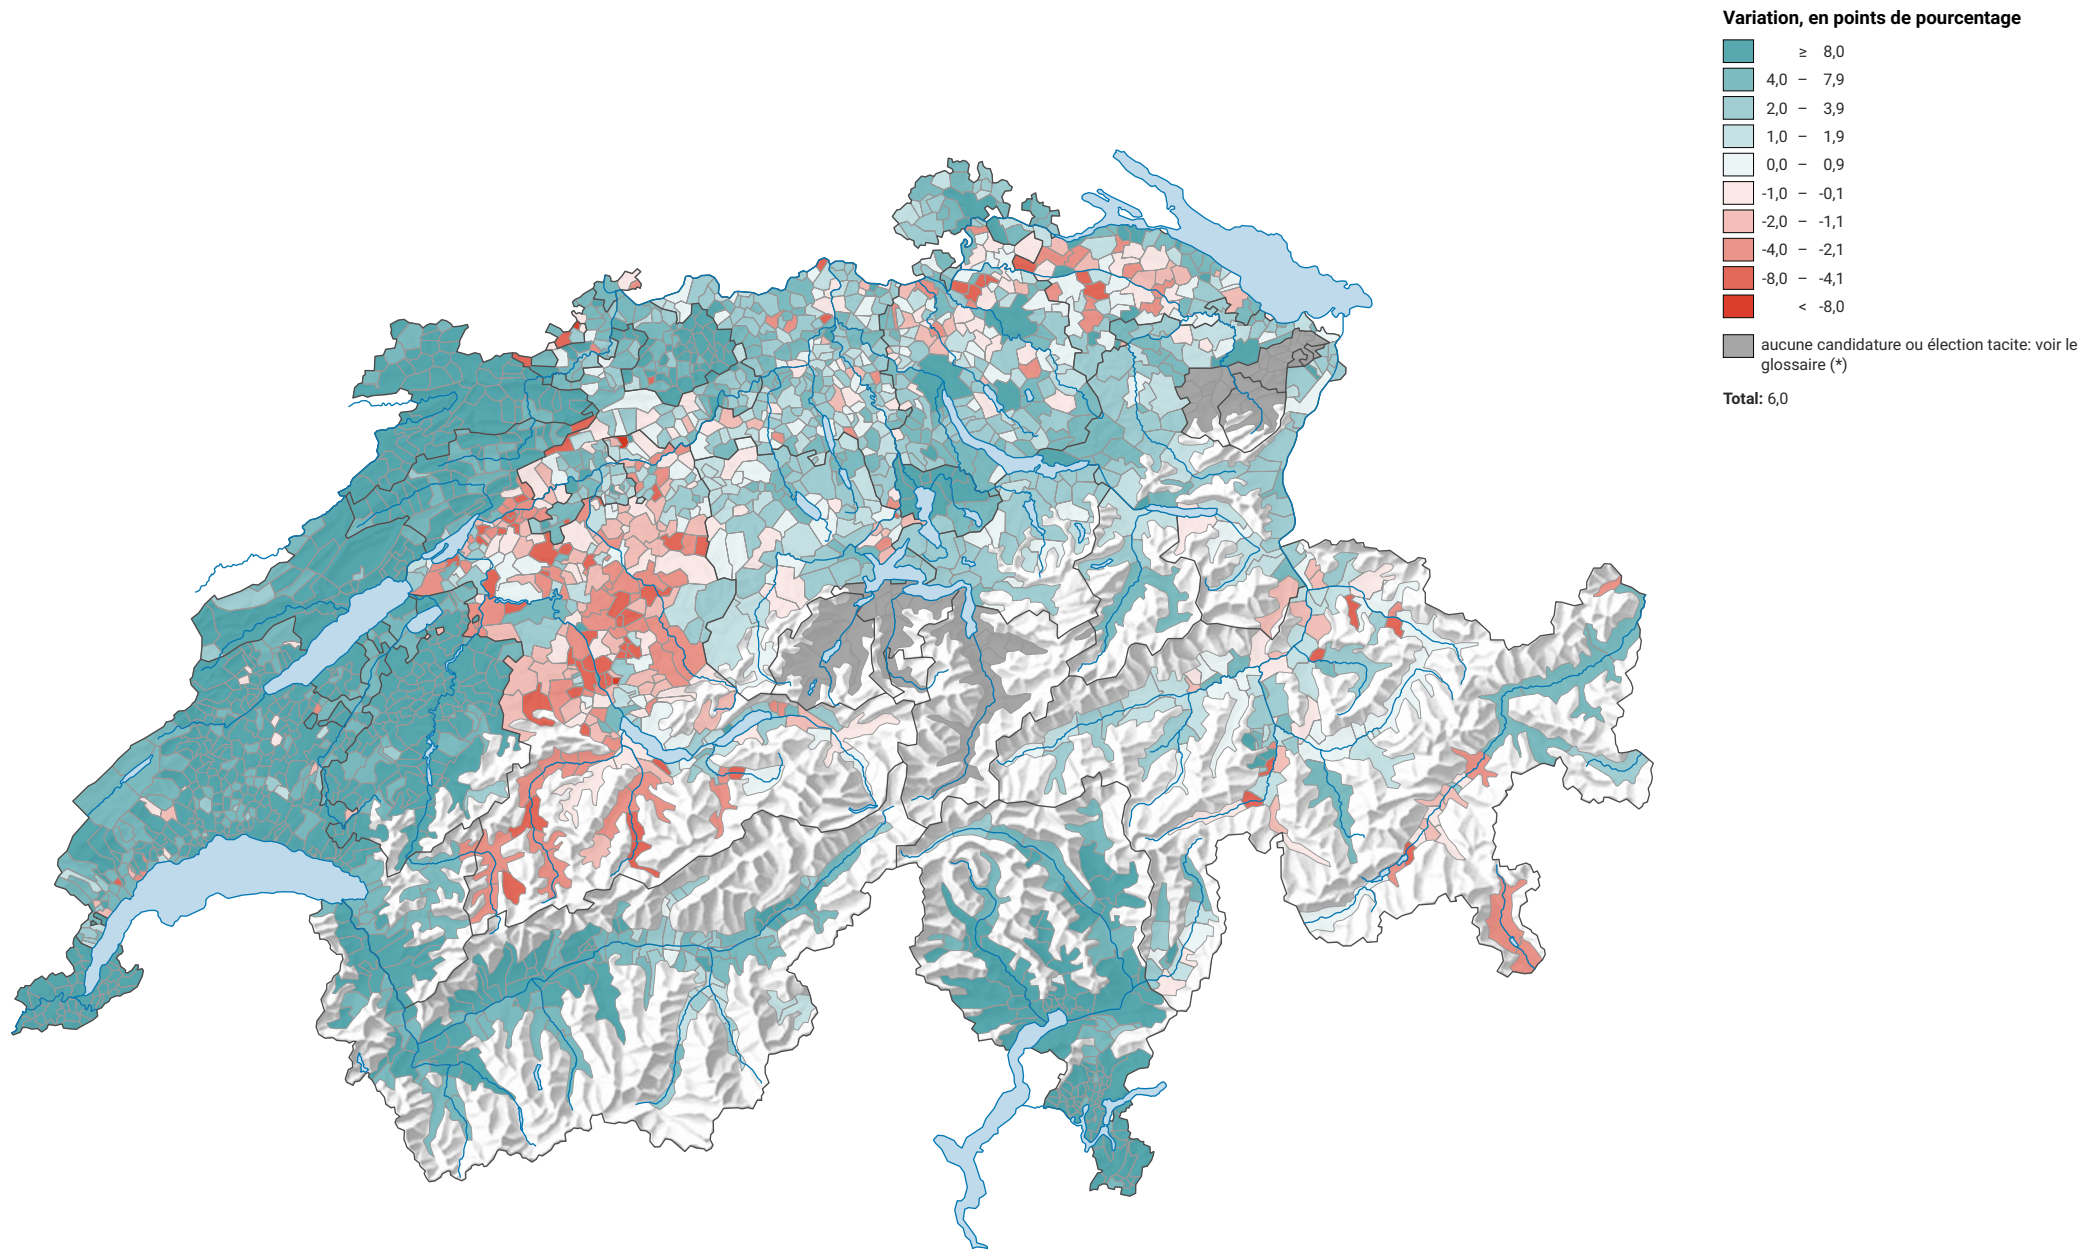 Variation, en points de pourcentage
≥ 8,0
4,0 – 7,9
2,0 – 3,9
1,0 – 1,9
0,0 – 0,9
-1,0 – -0,1
-2,0 – -1,1
-4,0 – -2,1
-8,0 – -4,1
< -8,0
aucune candidature ou élection tacite: voir le
glossaire (*)
Total: 6,0